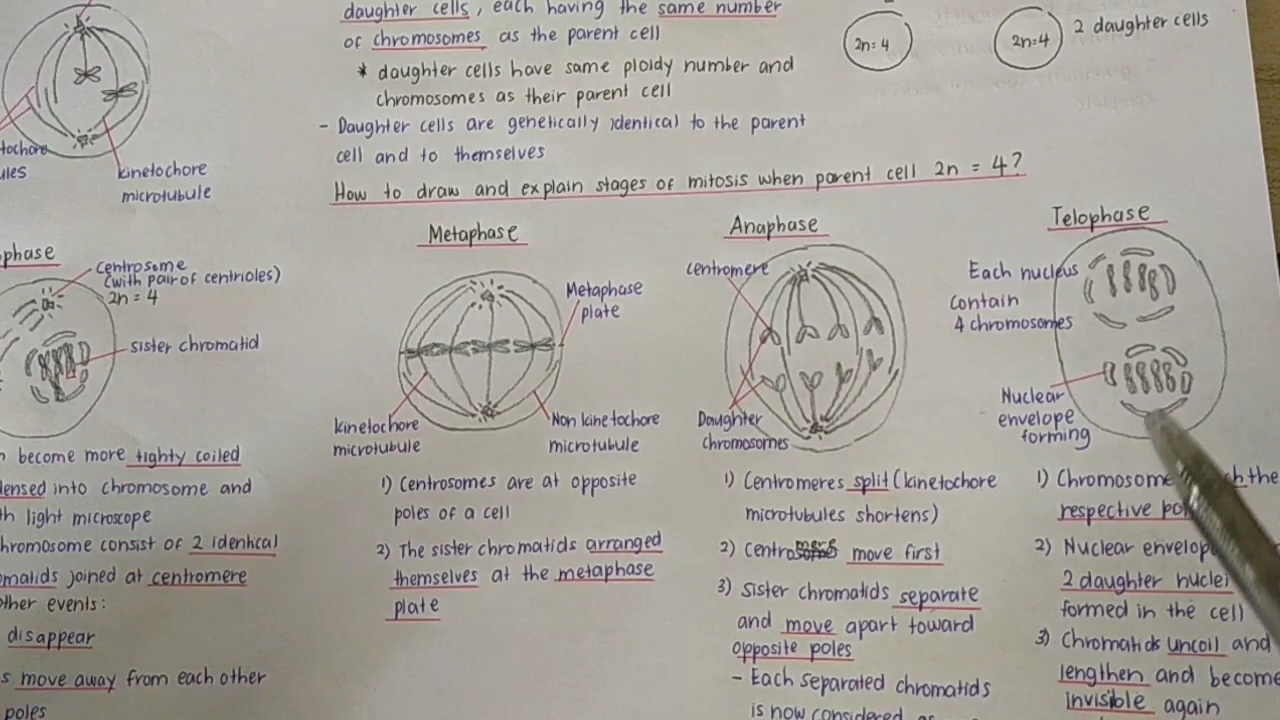 daughter cells, each having the same number
of chromosomes as the parent cell
* daughter cells have same ploidy number and
chromosomes as their parent cell
- Daughter cells are genetically identical to the parent
cell and to themselves
2n=4
2n=4
2 daughter cells
kinetochore
microtubule
How to draw and explain stages of mitosis when parent cell 2n = 4?
phase
Centrosome
(with pair of centrioles)
2n = 4
sister chromatid
become more tighty coiled
into chromosome and
light microscope
chromosome consist of 2 identical
joined at centromere
other events:
disappear
move away from each other
poles
Metaphase
Metaphase
plate
kinetochore
microtubule
Non kinetochore
microtubule
1) Centrosomes are at opposite
poles of a cell
2) The sister chromatids arranged
themselves at the metaphase
plate
Anaphase
centromere
Daughter
chromosomes
1) Centromeres split (kinetochore
microtubules shortens)
2) Centromere move first
3) Sister chromatids separate
and move apart toward
opposite poles
- Each separated chromatids
is now considered as
Telophase
Each nucleus
contain
4 chromosomes
Nuclear
envelope
forming
1) Chromosome the
respective
2) Nuclear
2 daughter nuclei
formed in the cell
3) Chromatids uncoil and
lengthen and become
invisible again